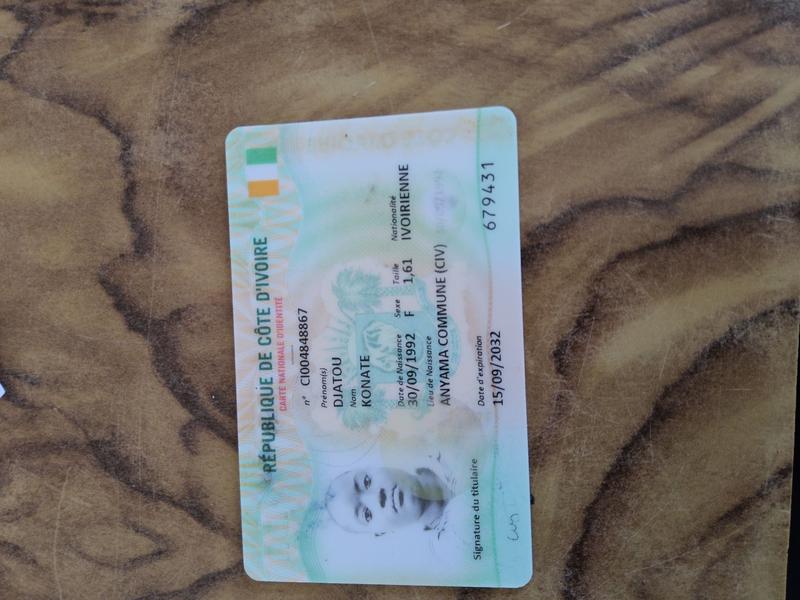 RÉPUBLIQUE DE CÔTE D'IVOIRE
CARTE NATIONALE D'IDENTITÉ
n° CI004848867
Prénom(s)
DJATOU
Nom
KONATE
Date de Naissance Sexe Taille Nationalité
30/09/1992 F 1,61 IVOIRIENNE
Lieu de Naissance
ANYAMA COMMUNE (CIV)
Date d'expiration
15/09/2032
679431
Signature du titulaire